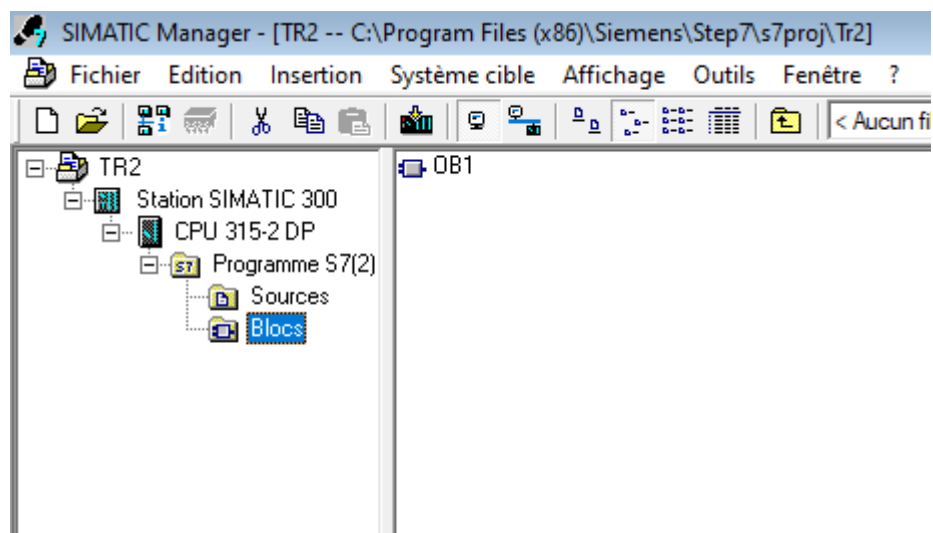 SIMATIC Manager - [TR2 -- C:\Program Files (x86)\Siemens\Step7\s7proj\Tr2]
Fichier Edition Insertion Système cible Affichage Outils Fenêtre ?
< Aucun fi
TR2
Station SIMATIC 300
CPU 315-2 DP
Programme S7(2)
Sources
Blocs
OB1